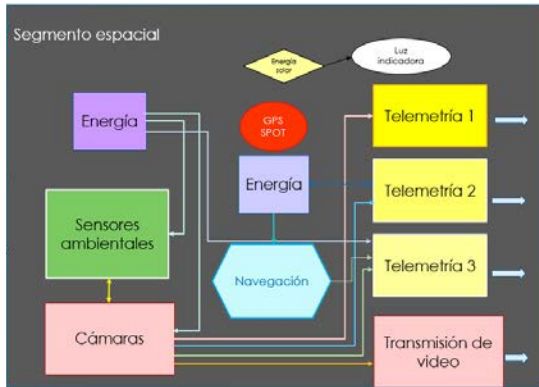 Segmento espacial
Energía
solar
Luz
indicadora
Energía
GPS
SPOT
Telemetría 1
Energía
Telemetría 2
Sensores
ambientales
Navegación
Telemetría 3
Cámaras
Transmisión de
video